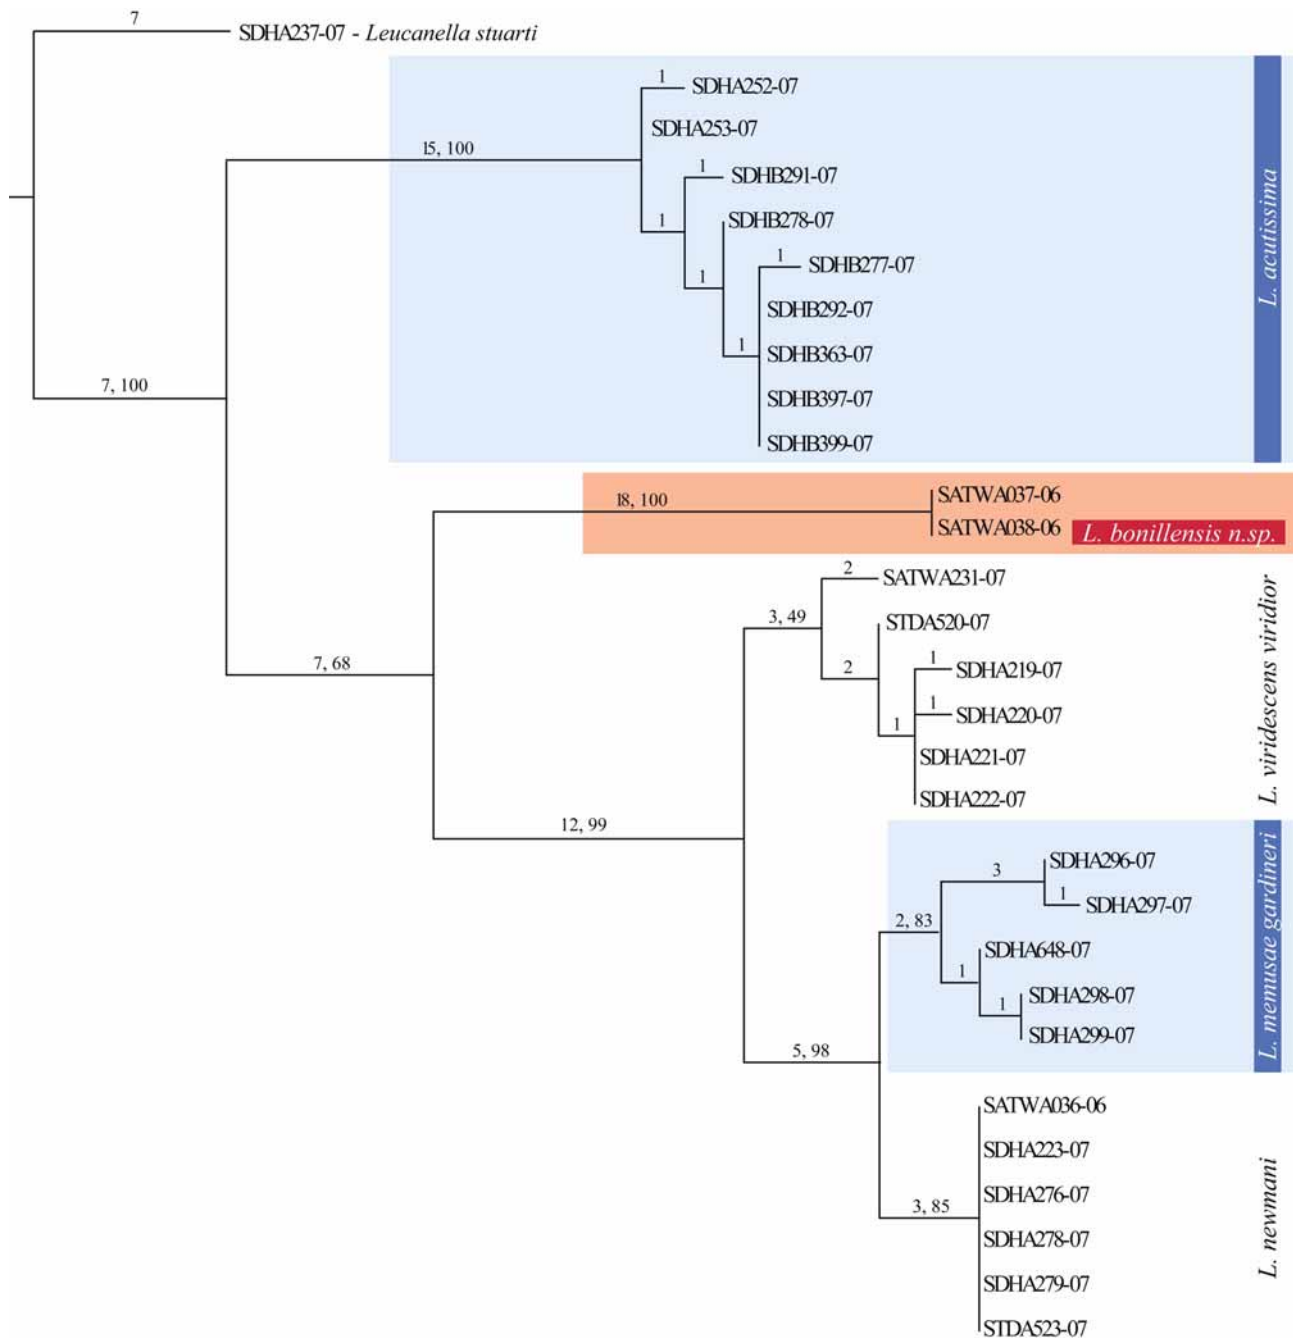 7
SDHA237-07 - Leucanella stuarti
1
SDHA252-07
SDHA253-07
15, 100
1
SDHB291-07
1
SDHB278-07
1
SDHB277-07
1
SDHB292-07
1
SDHB363-07
SDHB397-07
SDHB399-07
L. acutissima
7, 100
18, 100
SATWA037-06
SATWA038-06
L. bonillensis n.sp.
7, 68
2
SATWA231-07
3, 49
STDA520-07
2
1
SDHA219-07
1
SDHA220-07
1
SDHA221-07
SDHA222-07
L. viridescens viridior
12, 99
SDHA296-07
3
1
SDHA297-07
2, 83
SDHA648-07
1
SDHA298-07
1
SDHA299-07
L. memusae gardineri
5, 98
SATWA036-06
SDHA223-07
SDHA276-07
3, 85
SDHA278-07
SDHA279-07
STDA523-07
L. newmani